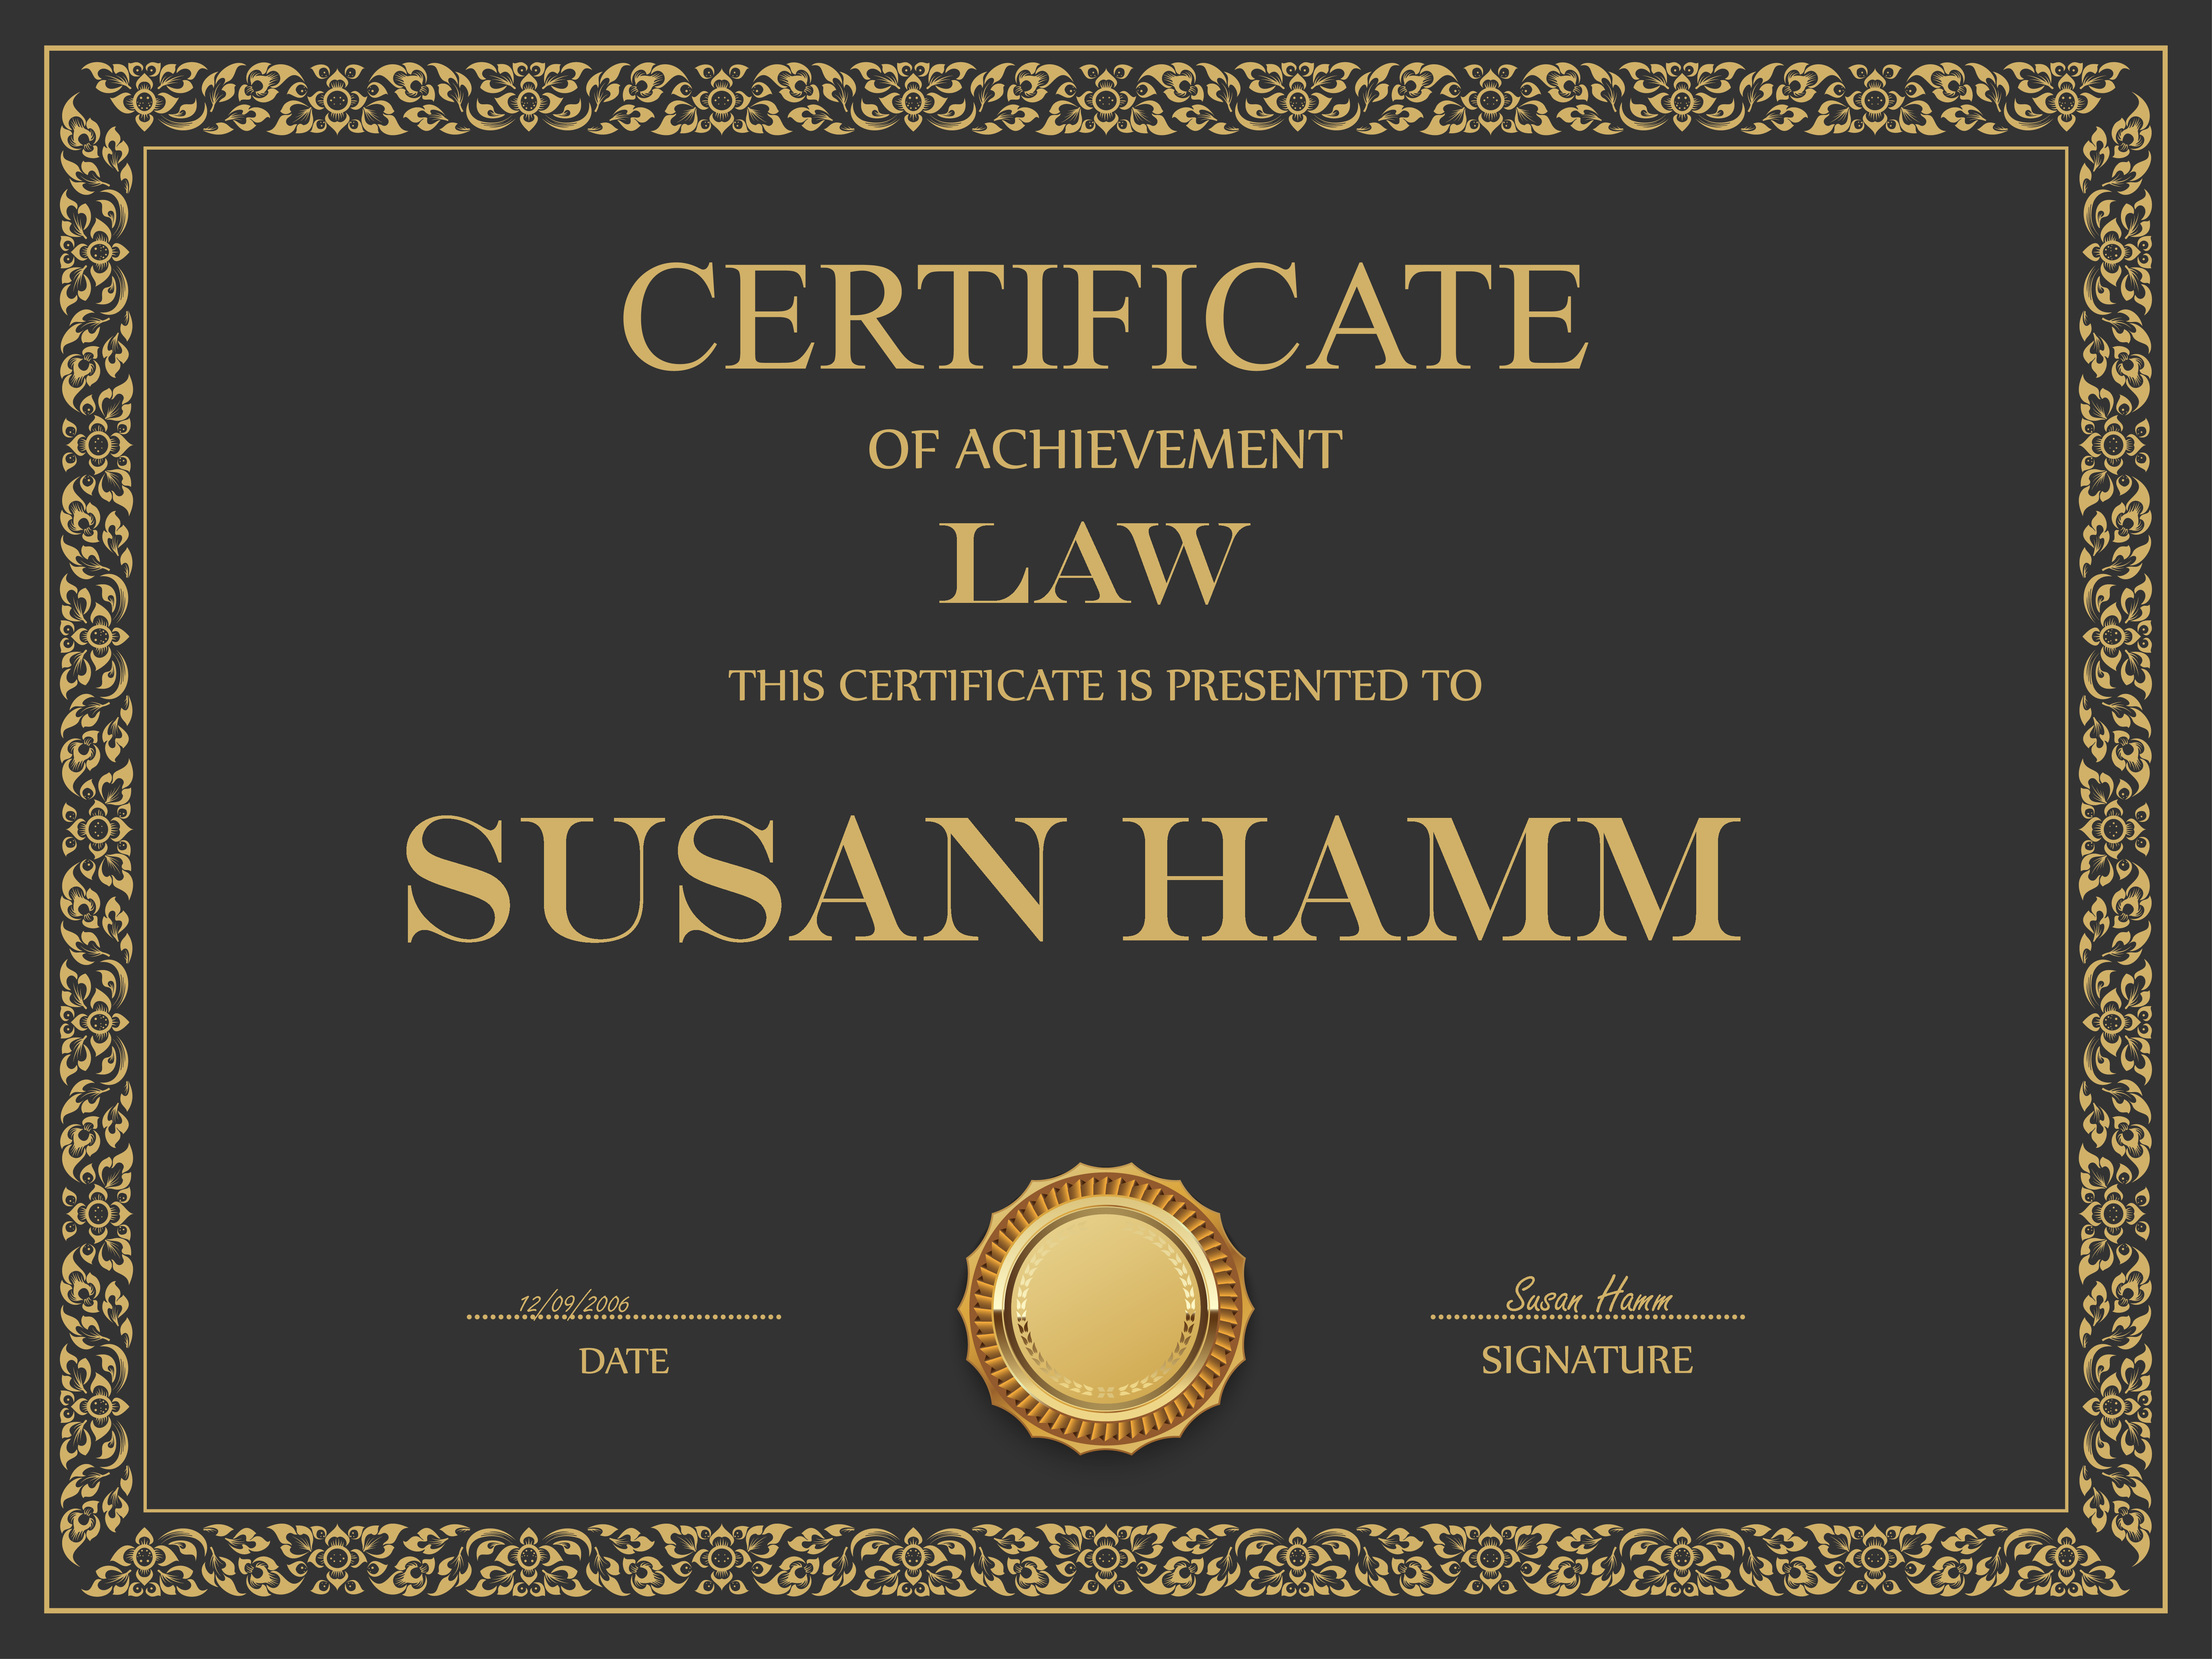 CERTIFICATE
OF ACHIEVEMENT
LAW
THIS CERTIFICATE IS PRESENTED TO
SUSAN HAMM
12/09/2006
DATE
Susan Hamm
SIGNATURE